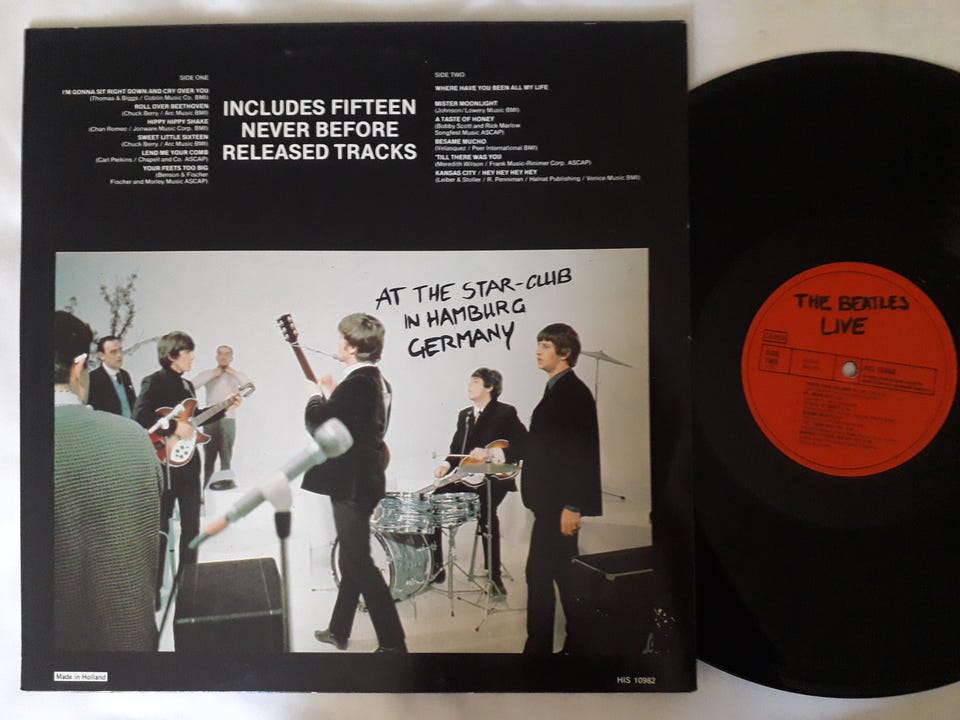 SIDE ONE
I'M GONNA SIT RIGHT DOWN AND CRY OVER YOU
(Thomas & Biggs / Coblin Music Co. BMI)
ROLL OVER BEETHOVEN
(Chuck Berry / Arc Music BMI)
HIPPY HIPPY SHAKE
(Chan Romeo / Jonware Music Corp. BMI)
SWEET LITTLE SIXTEEN
(Chuck Berry / Arc Music BMI)
LEND ME YOUR COMB
(Carl Perkins / Chapell and Co. ASCAP)
YOUR FEETS TOO BIG
(Benson & Fischer
Fischer and Morley Music ASCAP)
INCLUDES FIFTEEN
NEVER BEFORE
RELEASED TRACKS
SIDE TWO
WHERE HAVE YOU BEEN ALL MY LIFE
MISTER MOONLIGHT
(Johnson/Lowery Music BMI)
A TASTE OF HONEY
(Bobby Scott and Rick Marlow
Songfest Music ASCAP)
BESAME MUCHO
(Velasquez / Peer International BMI)
'TILL THERE WAS YOU
(Meredith Wilson / Frank Music-Rinimer Corp. ASCAP)
KANSAS CITY / HEY HEY HEY HEY
(Leiber & Stoller / R. Penniman / Halnat Publishing / Venice Music BMI)
AT THE STAR-CLUB
IN HAMBURG
GERMANY
Made in Holland
HIS 10982
THE BEATLES
LIVE
SIDE
TWO